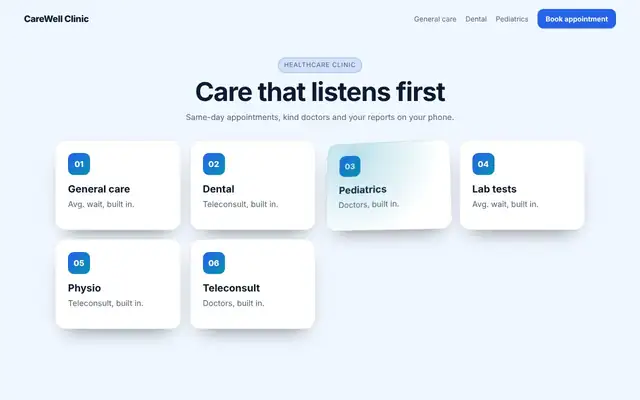 CareWell Clinic
General care
Dental
Pediatrics
Book appointment
HEALTHCARE CLINIC
Care that listens first
Same-day appointments, kind doctors and your reports on your phone.
01
General care
Avg. wait, built in.
02
Dental
Teleconsult, built in.
03
Pediatrics
Doctors, built in.
04
Lab tests
Avg. wait, built in.
05
Physio
Teleconsult, built in.
06
Teleconsult
Doctors, built in.